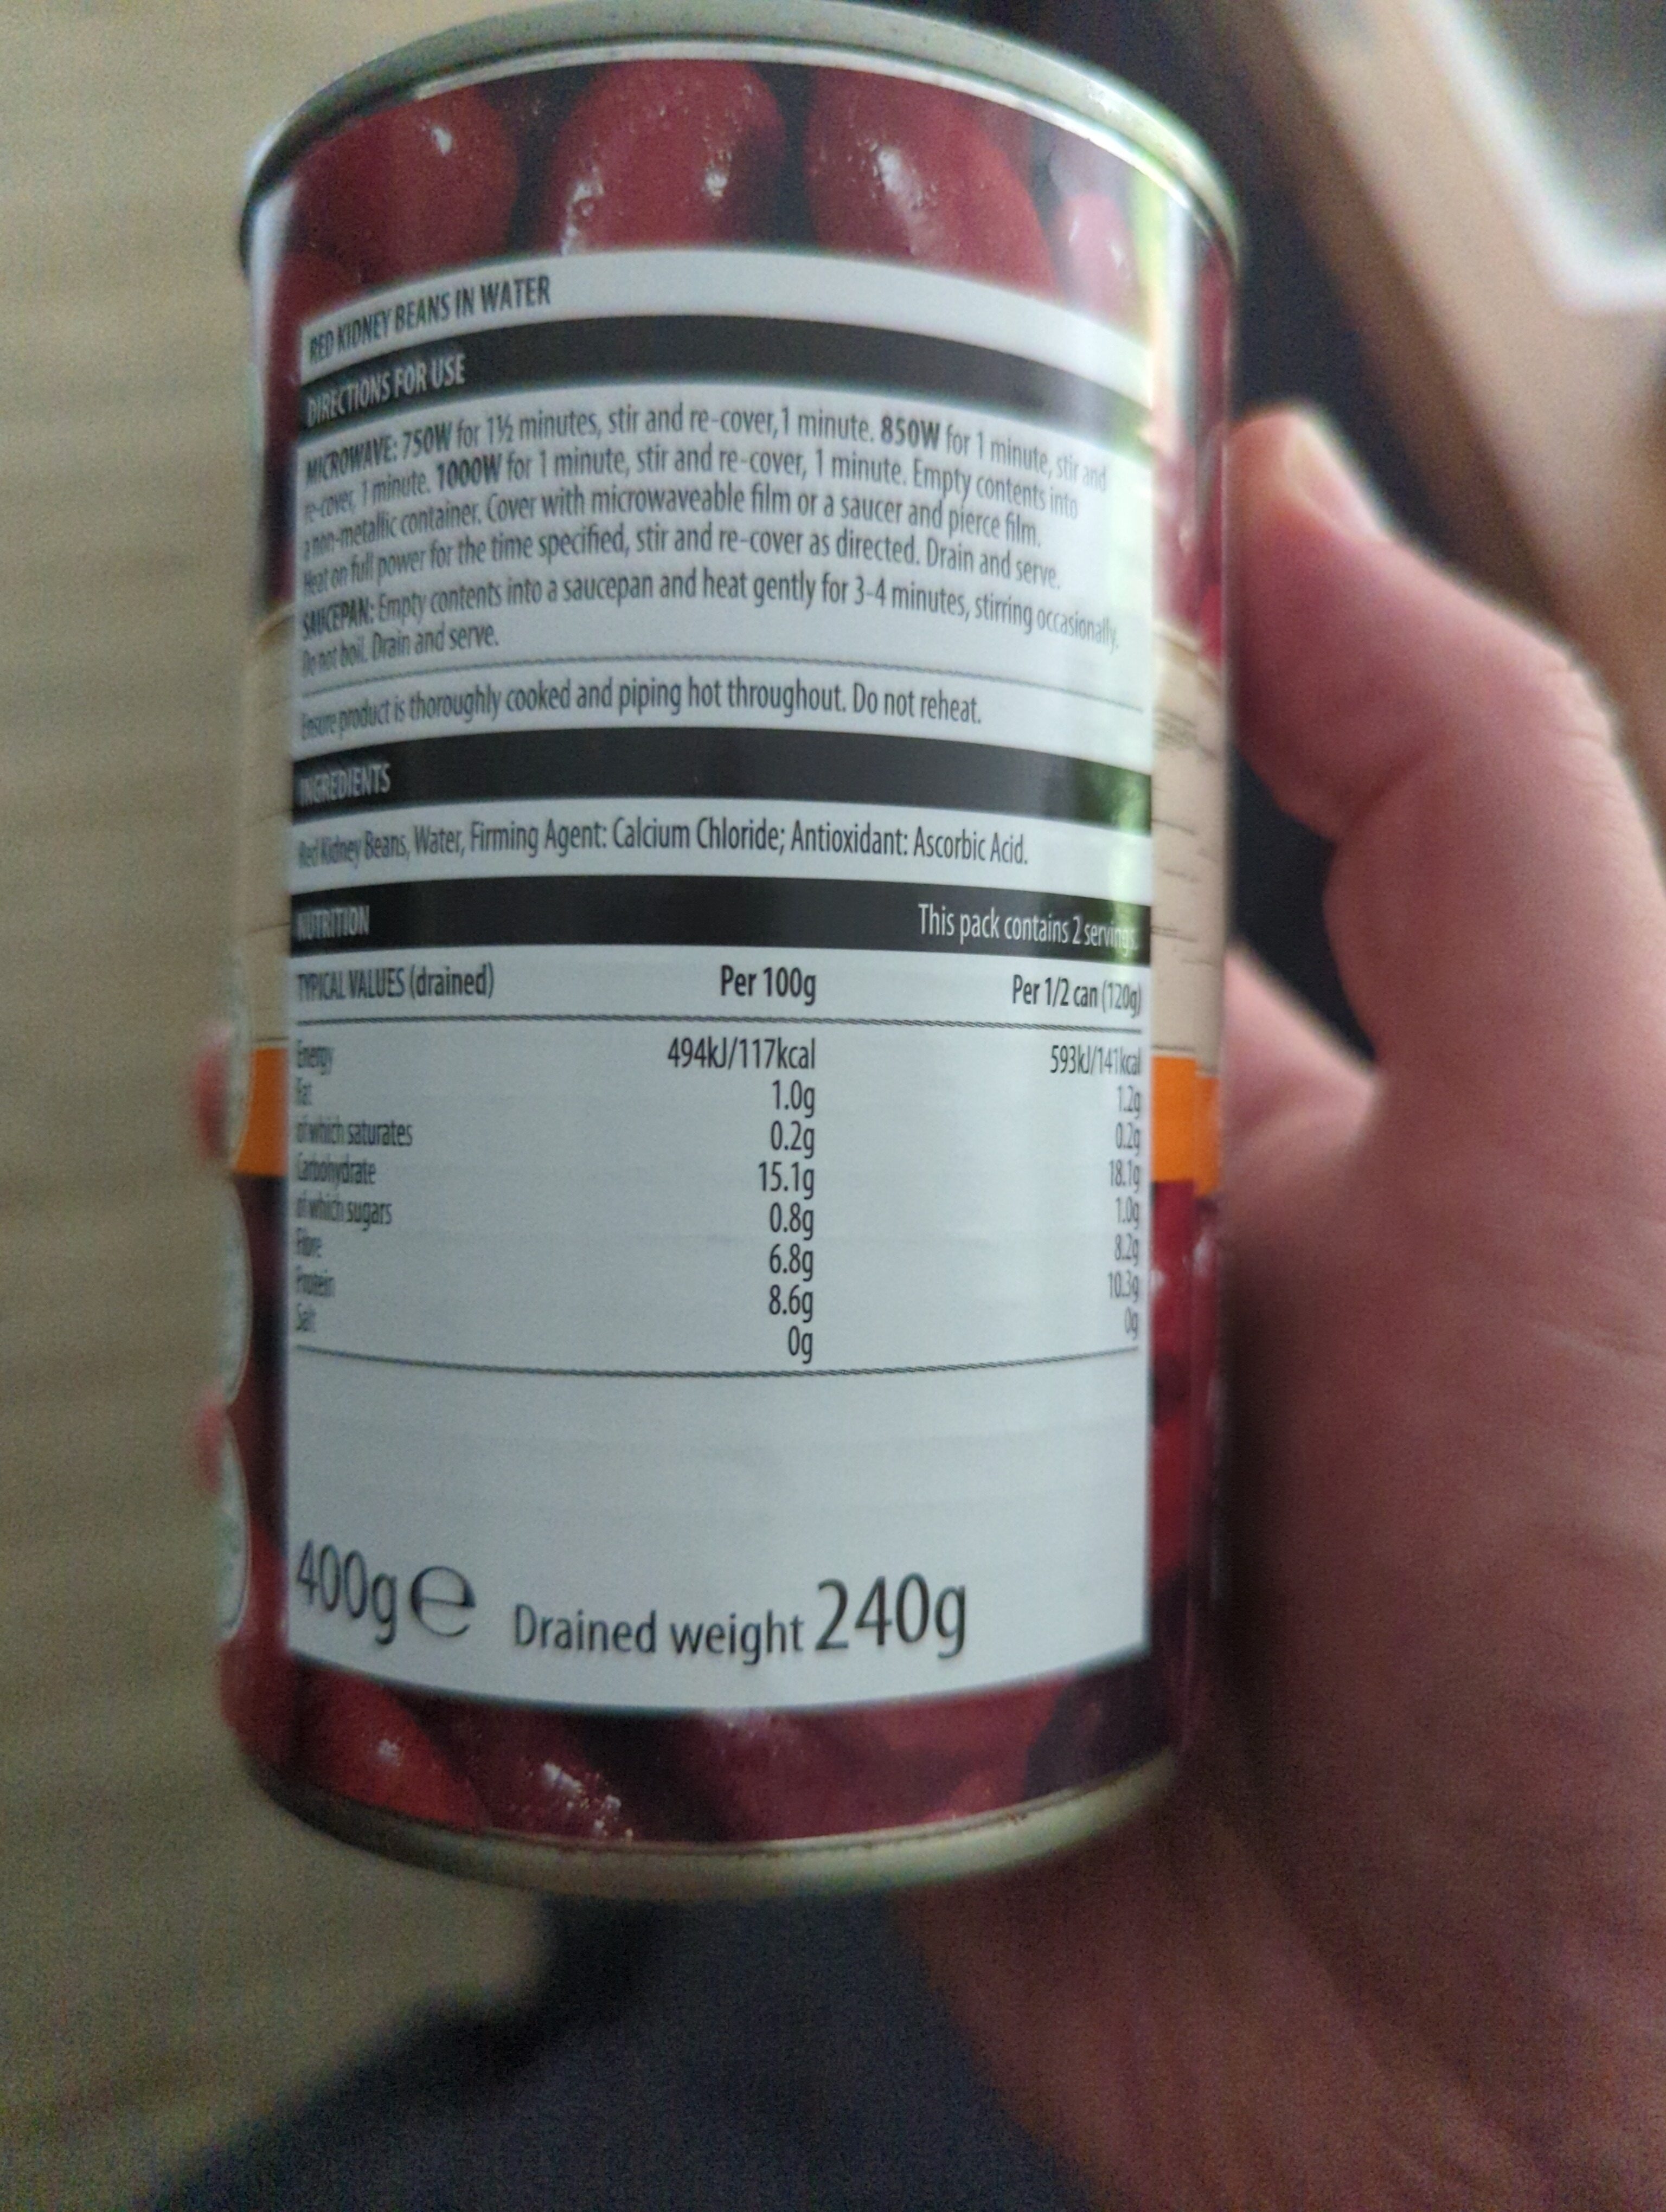 RED KIDNEY BEANS IN WATER
DIRECTIONS FOR USE
MICROWAVE: 750W for 1½ minutes, stir and re-cover, 1 minute. 850W for 1 minute, stir and
re-cover, 1 minute. 1000W for 1 minute, stir and re-cover, 1 minute. Empty contents into
a non-metallic container. Cover with microwaveable film or a saucer and pierce film.
Heat on full power for the time specified, stir and re-cover as directed. Drain and serve.
SAUCEPAN: Empty contents into a saucepan and heat gently for 3-4 minutes, stirring occasionally.
Do not boil. Drain and serve.
Ensure product is thoroughly cooked and piping hot throughout. Do not reheat.
INGREDIENTS
Red Kidney Beans, Water, Firming Agent: Calcium Chloride; Antioxidant: Ascorbic Acid.
NUTRITION This pack contains 2 servings.
TYPICAL VALUES (drained) Per 100g Per 1/2 can (120g)
Energy 494kJ/117kcal 593kJ/141kcal
Fat 1.0g 1.2g
of which saturates 0.2g 0.2g
Carbohydrate 15.1g 18.1g
of which sugars 0.8g 1.0g
Fibre 6.8g 8.2g
Protein 8.6g 10.3g
Salt 0g 0g
400g e Drained weight 240g